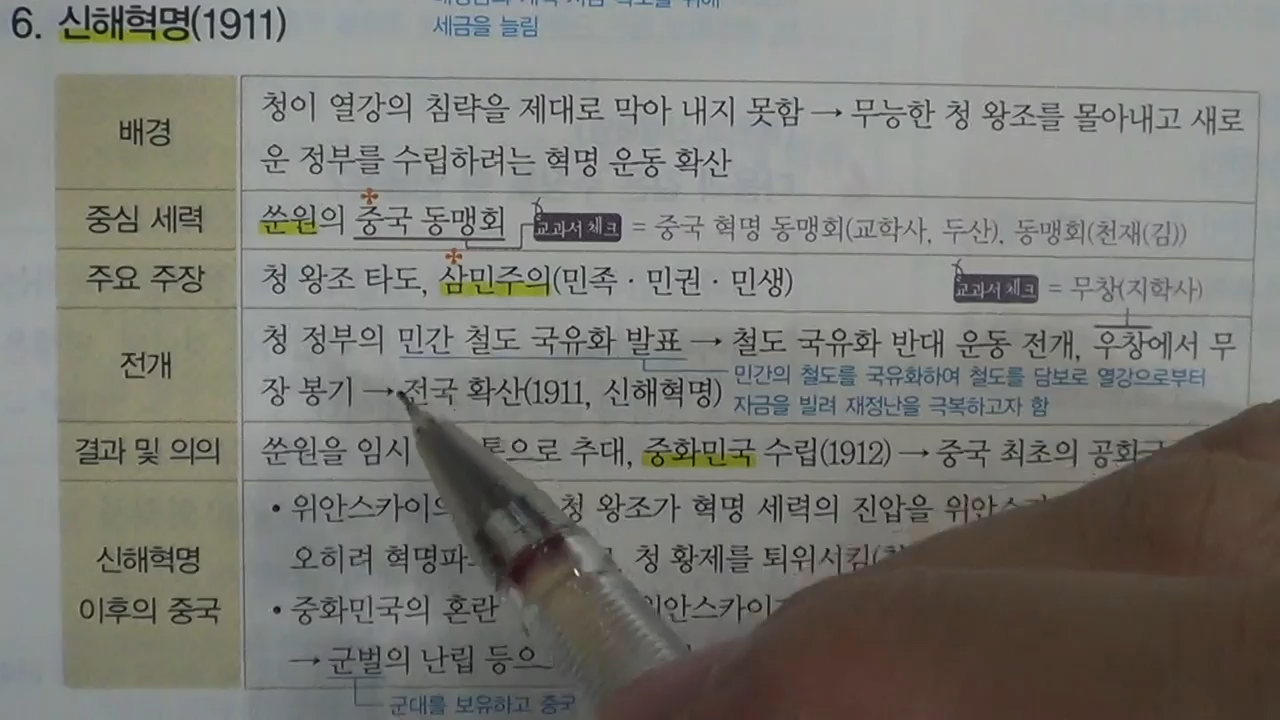 세금을 늘림
6. 신해혁명(1911)
배경
청이 열강의 침략을 제대로 막아 내지 못함 → 무능한 청 왕조를 몰아내고 새로
운 정부를 수립하려는 혁명 운동 확산
중심 세력
쑨원의 중국 동맹회 교과서 체크 = 중국 혁명 동맹회(교학사, 두산), 동맹회(천재(김))
주요 주장
청 왕조 타도, 삼민주의(민족·민권·민생)
교과서 체크 = 무창(지학사)
전개
청 정부의 민간 철도 국유화 발표 → 철도 국유화 반대 운동 전개, 우창에서 무
장 봉기 → 전국 확산(1911, 신해혁명)
민간의 철도를 국유화하여 철도를 담보로 열강으로부터
자금을 빌려 재정난을 극복하고자 함
결과 및 의의
쑨원을 임시 통으로 추대, 중화민국 수립(1912) → 중국 최초의 공화
신해혁명
이후의 중국
• 위안스카이의 청 왕조가 혁명 세력의 진압을 위안
오히려 혁명파 청 황제를 퇴위시킴
• 중화민국의 혼란 위안스카이
→ 군벌의 난립 등으
군대를 보유하고 중국